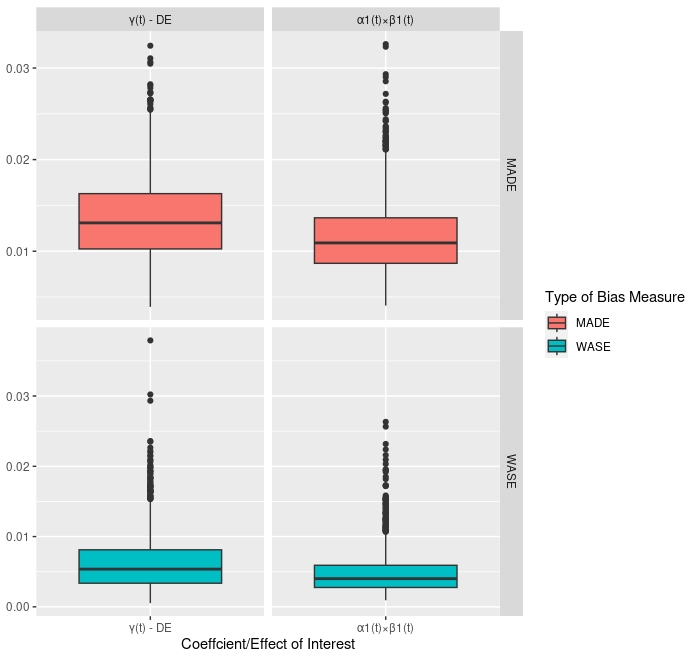 γ(t) - DE
α1(t)×β1(t)
0.03
0.02
0.01
MADE
0.03
0.02
0.01
0.00
WASE
γ(t) - DE
α1(t)×β1(t)
Coeffcient/Effect of Interest
Type of Bias Measure
MADE
WASE